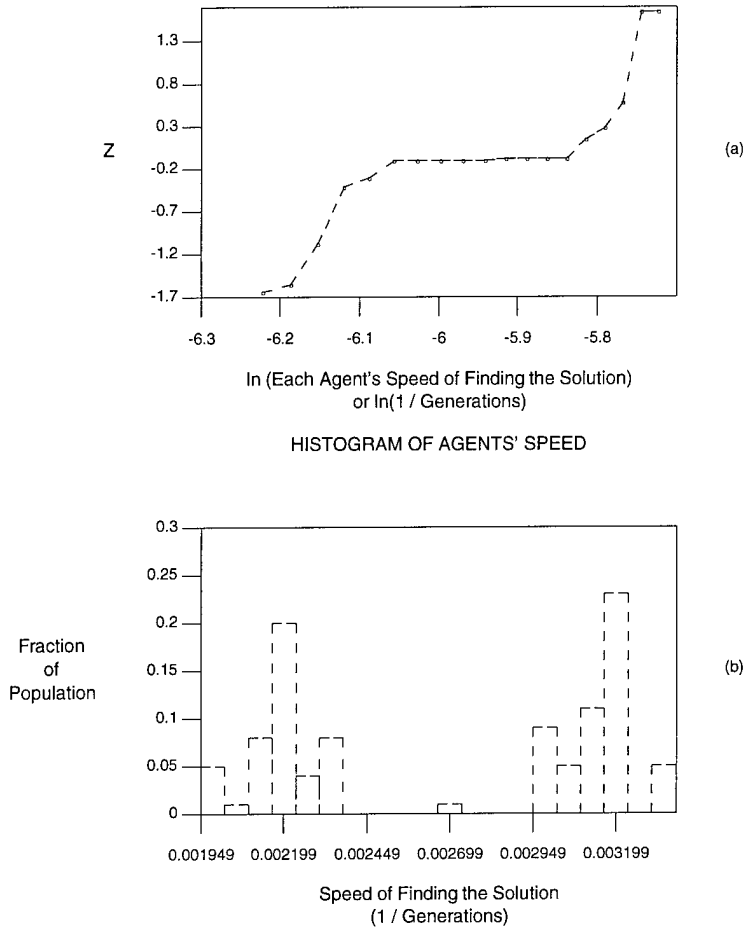 1.3
0.8
0.3
-0.2
-0.7
-1.2
-1.7
Z
(a)
-6.3 -6.2 -6.1 -6 -5.9 -5.8
ln (Each Agent's Speed of Finding the Solution)
or ln(1 / Generations)
HISTOGRAM OF AGENTS' SPEED
0.3
0.25
0.2
0.15
0.1
0.05
0
Fraction
of
Population
(b)
0.001949 0.002199 0.002449 0.002699 0.002949 0.003199
Speed of Finding the Solution
(1 / Generations)